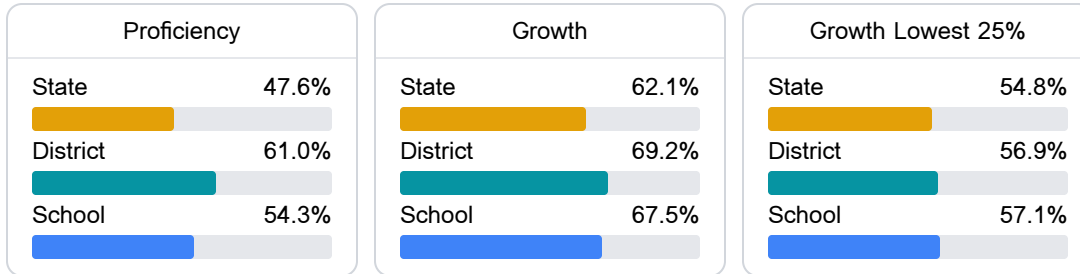 Proficiency
State 47.6%
District 61.0%
School 54.3%
Growth
State 62.1%
District 69.2%
School 67.5%
Growth Lowest 25%
State 54.8%
District 56.9%
School 57.1%